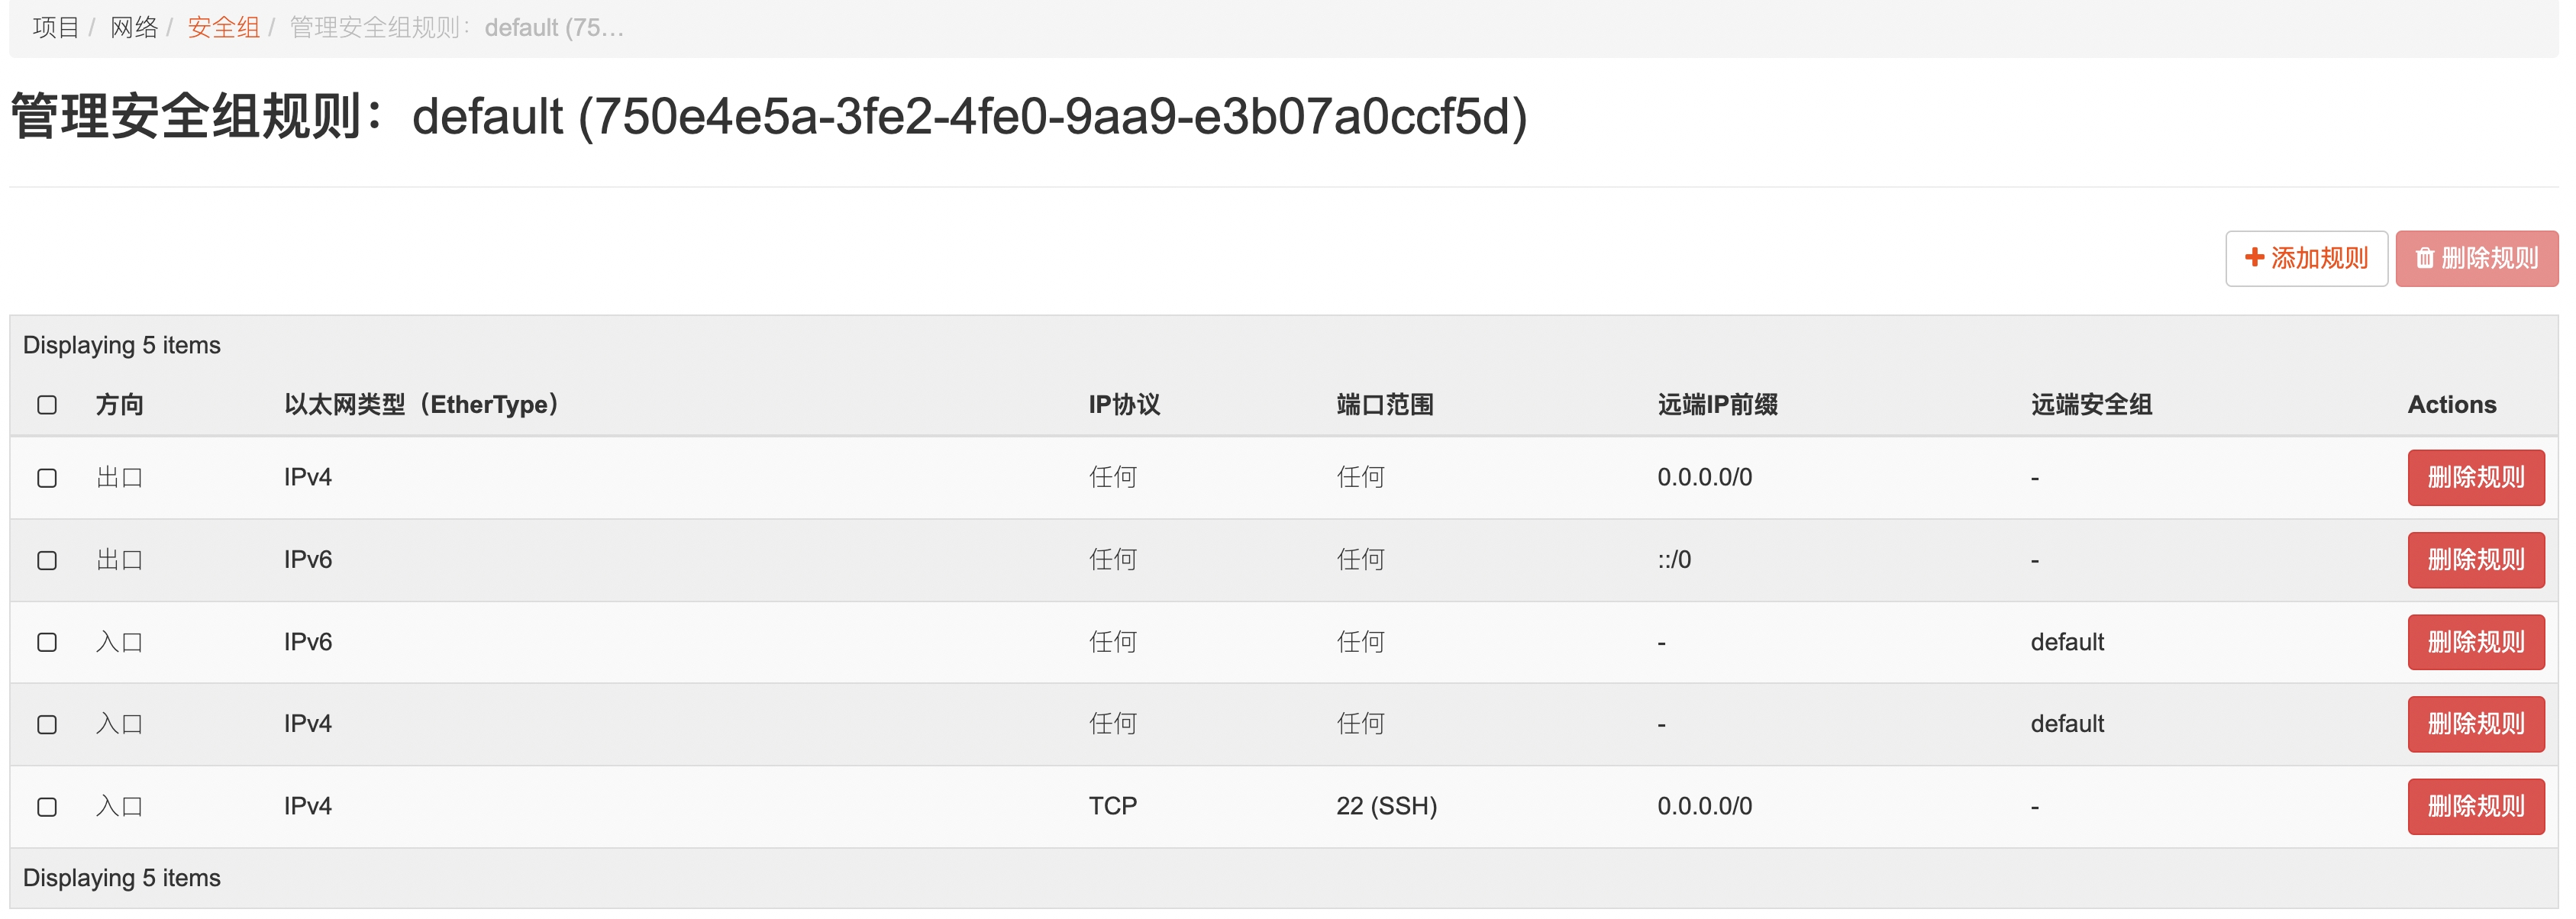 项目 / 网络 / 安全组 / 管理安全组规则：default (75...
管理安全组规则：default (750e4e5a-3fe2-4fe0-9aa9-e3b07a0ccf5d)
添加规则 删除规则
Displaying 5 items
方向 以太网类型（EtherType） IP协议 端口范围 远端IP前缀 远端安全组 Actions
出口 IPv4 任何 任何 0.0.0.0/0 - 删除规则
出口 IPv6 任何 任何 ::/0 - 删除规则
入口 IPv6 任何 任何 - default 删除规则
入口 IPv4 任何 任何 - default 删除规则
入口 IPv4 TCP 22 (SSH) 0.0.0.0/0 - 删除规则
Displaying 5 items